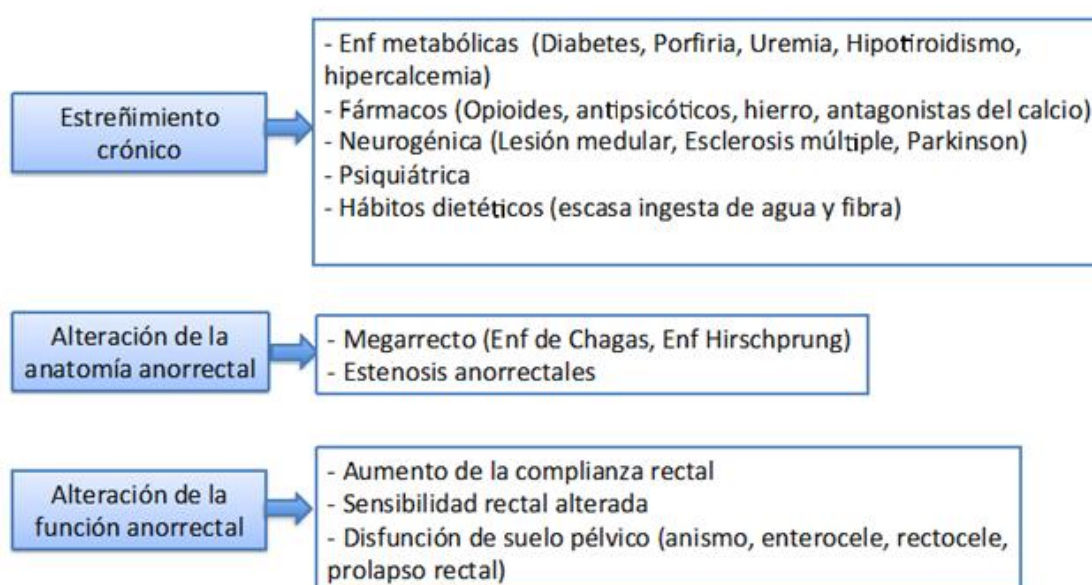 - Enf metabólicas (Diabetes, Porfiria, Uremia, Hipotiroidismo,
hipercalcemia)
Estreñimiento
crónico
- Fármacos (Opioides, antipsicóticos, hierro, antagonistas del calcio)
- Neurogénica (Lesión medular, Esclerosis múltiple, Parkinson)
- Psiquiátrica
- Hábitos dietéticos (escasa ingesta de agua y fibra)
Alteración de la
anatomía anorrectal
- Megarrecto (Enf de Chagas, Enf Hirschprung)
- Estenosis anorrectales
Alteración de la
función anorrectal
- Aumento de la complianza rectal
- Sensibilidad rectal alterada
- Disfunción de suelo pélvico (anismo, enterocele, rectocele,
prolapso rectal)